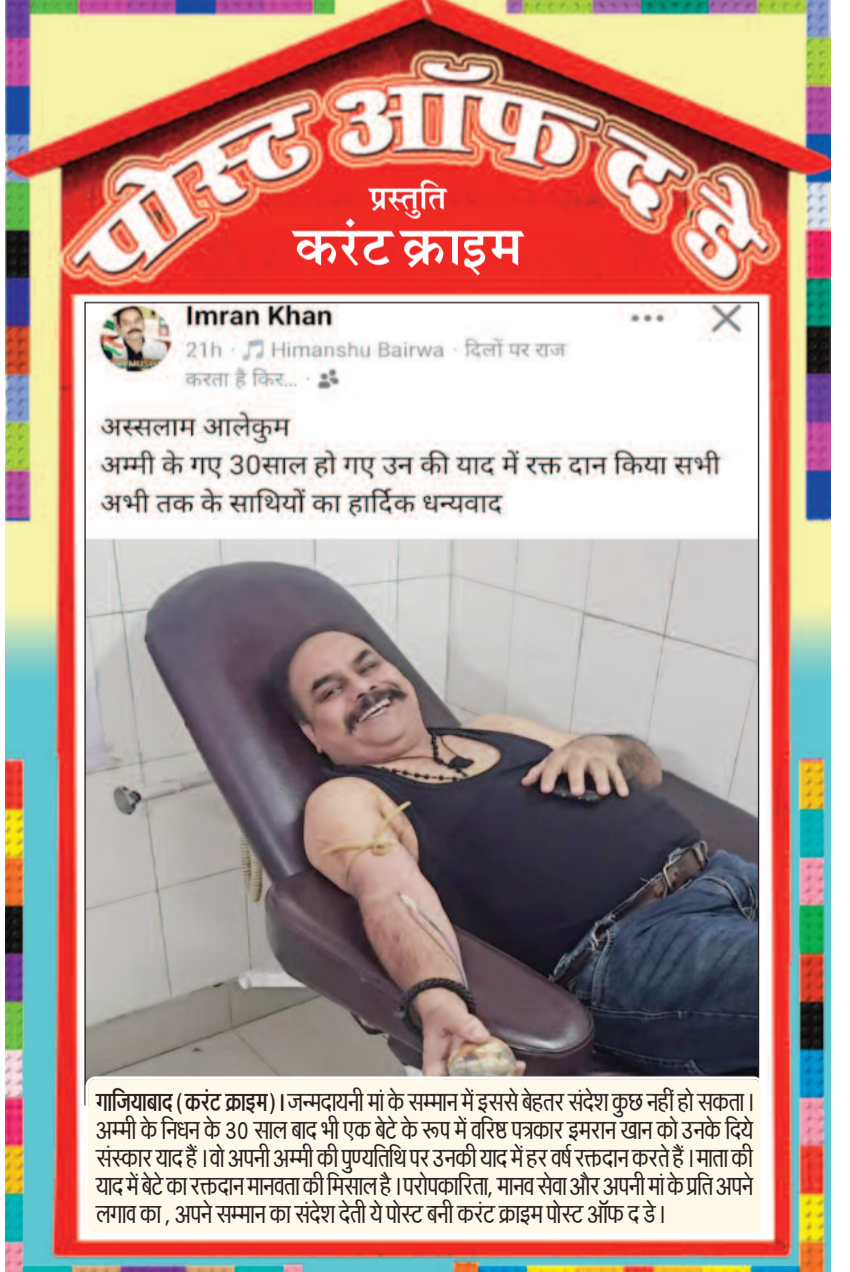 पोस्ट ऑफ द डै
प्रस्तुति
करंट क्राइम
Imran Khan
21h · Himanshu Bairwa · दिलों पर राज
करता है किर... ·
अस्सलाम आलेकुम
अम्मी के गए 30साल हो गए उन की याद में रक्त दान किया सभी
अभी तक के साथियों का हार्दिक धन्यवाद
गाजियाबाद (करंट क्राइम)। जन्मदायनी मां के सम्मान में इससे बेहतर संदेश कुछ नहीं हो सकता।
अम्मी के निधन के 30 साल बाद भी एक बेटे के रूप में वरिष्ठ पत्रकार इमरान खान को उनके दिये
संस्कार याद हैं। वो अपनी अम्मी की पुण्यतिथि पर उनकी याद में हर वर्ष रक्तदान करते हैं। माता की
याद में बेटे का रक्तदान मानवता की मिसाल है। परोपकारिता, मानव सेवा और अपनी मां के प्रति अपने
लगाव का, अपने सम्मान का संदेश देती ये पोस्ट बनी करंट क्राइम पोस्ट ऑफ द डे।